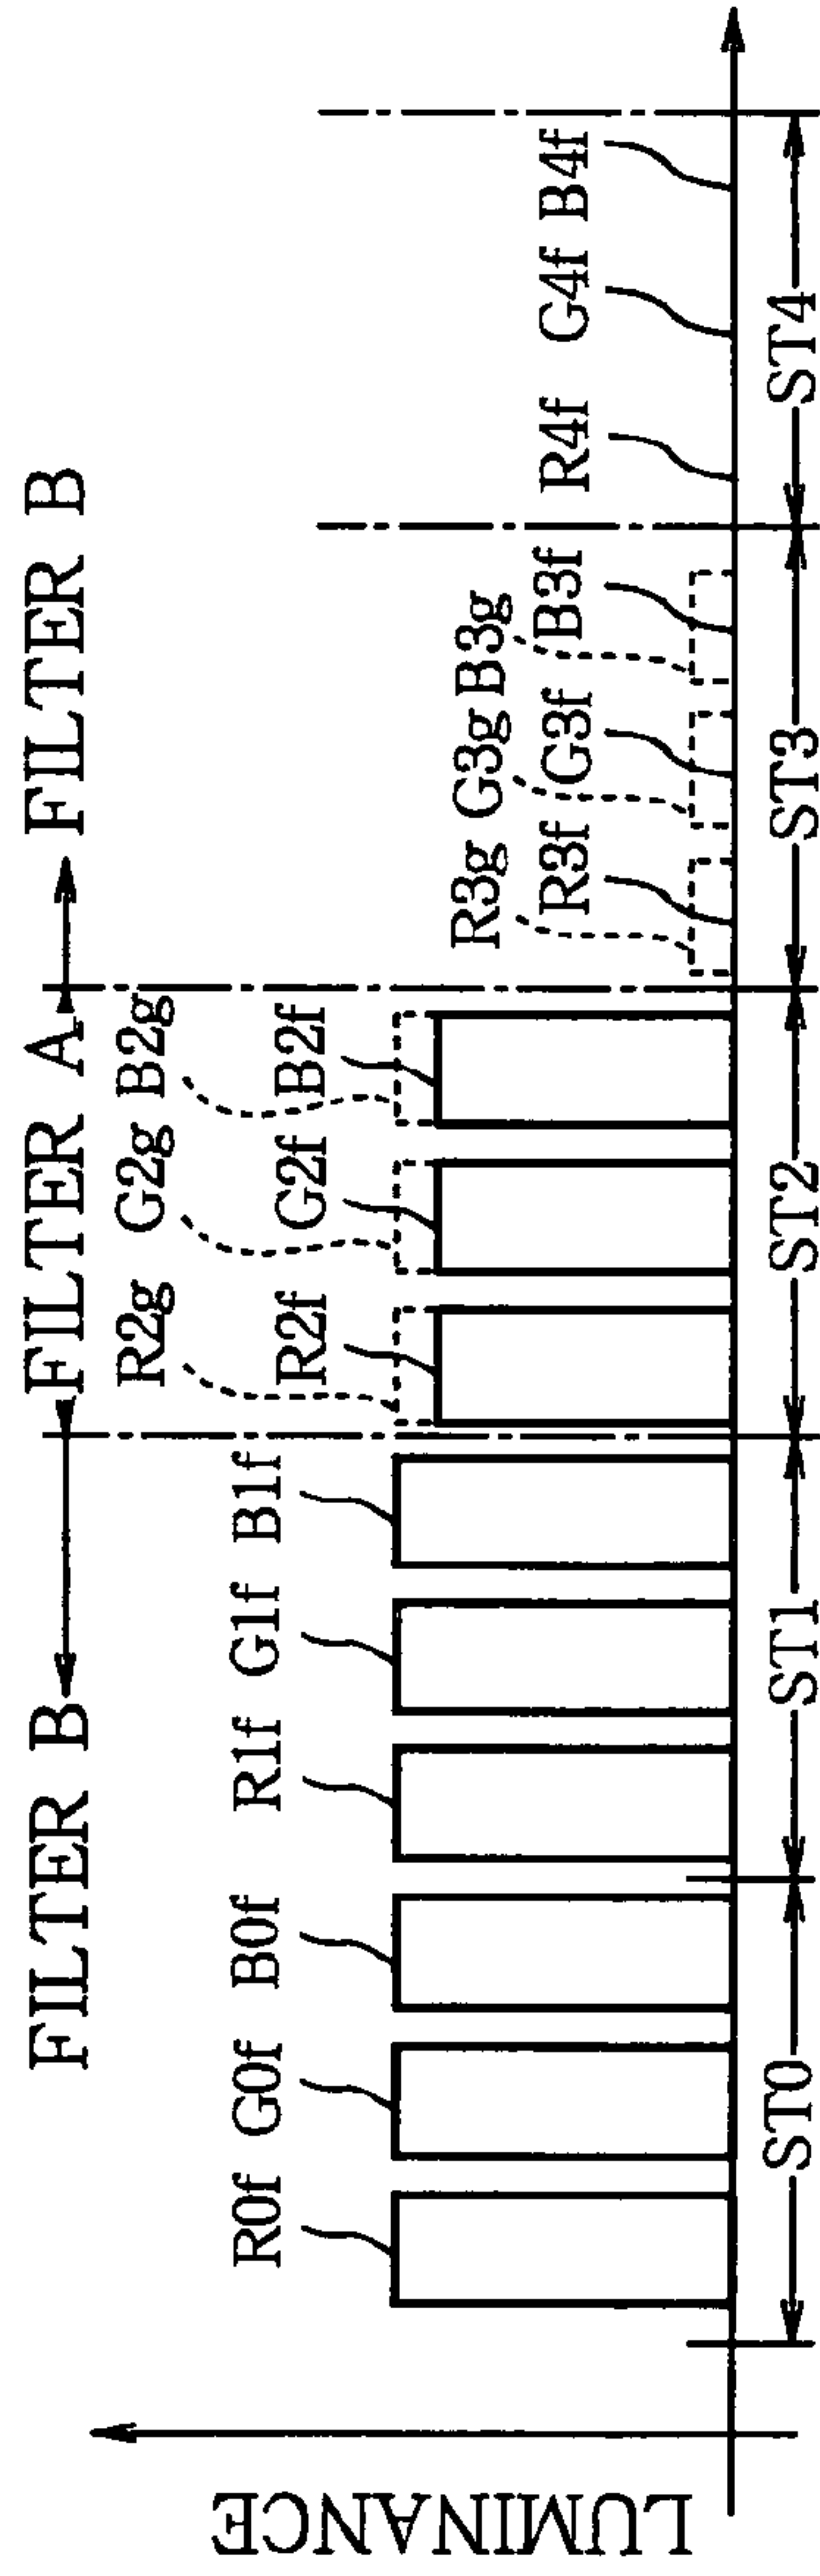 FILTER B FILTER A FILTER B
R2g G2g B2g
R0f G0f B0f R1f G1f B1f R2f G2f B2f
R3g G3g B3g
R3f G3f B3f R4f G4f B4f
LUMINANCE
ST0 ST1 ST2 ST3 ST4